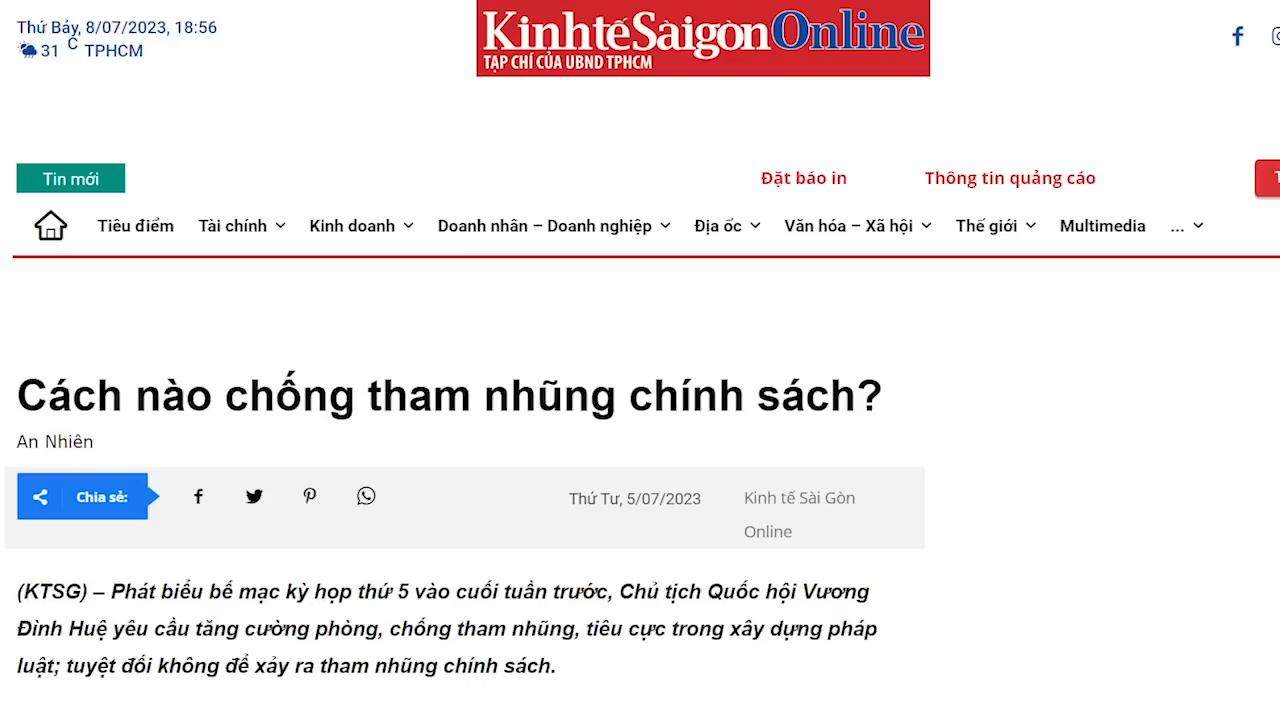 Thứ Bảy, 8/07/2023, 18:56
31 C TPHCM
KinhtếSàigònOnline
TẠP CHÍ CỦA UBND TPHCM
Tin mới
Đặt báo in
Thông tin quảng cáo
Tiêu điểm Tài chính Kinh doanh Doanh nhân – Doanh nghiệp Địa ốc Văn hóa – Xã hội Thế giới Multimedia ...
Cách nào chống tham nhũng chính sách?
An Nhiên
Chia sẻ:
Thứ Tư, 5/07/2023
Kinh tế Sài Gòn
Online
(KTSG) – Phát biểu bế mạc kỳ họp thứ 5 vào cuối tuần trước, Chủ tịch Quốc hội Vương
Đình Huệ yêu cầu tăng cường phòng, chống tham nhũng, tiêu cực trong xây dựng pháp
luật; tuyệt đối không để xảy ra tham nhũng chính sách.